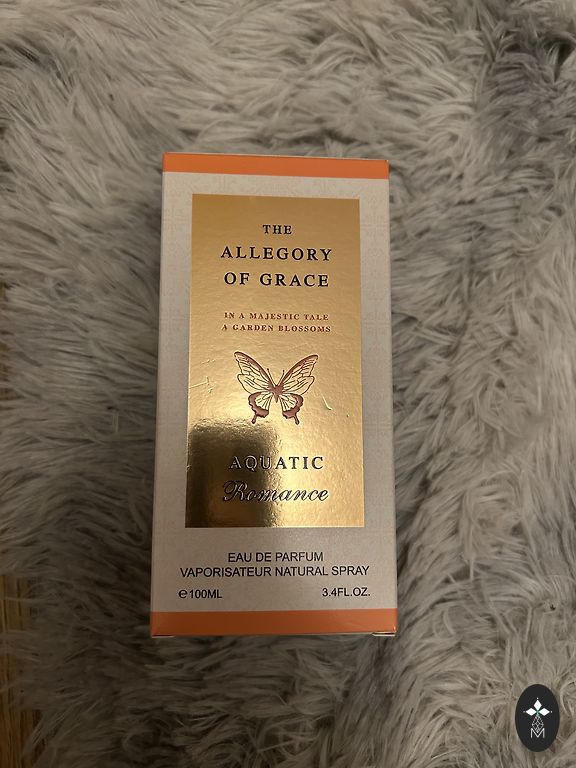 THE
ALLEGORY
OF GRACE
IN A MAJESTIC TALE
A GARDEN BLOSSOMS
AQUATIC
Romance
EAU DE PARFUM
VAPORISATEUR NATURAL SPRAY
℮100ML 3.4FL.OZ.
M